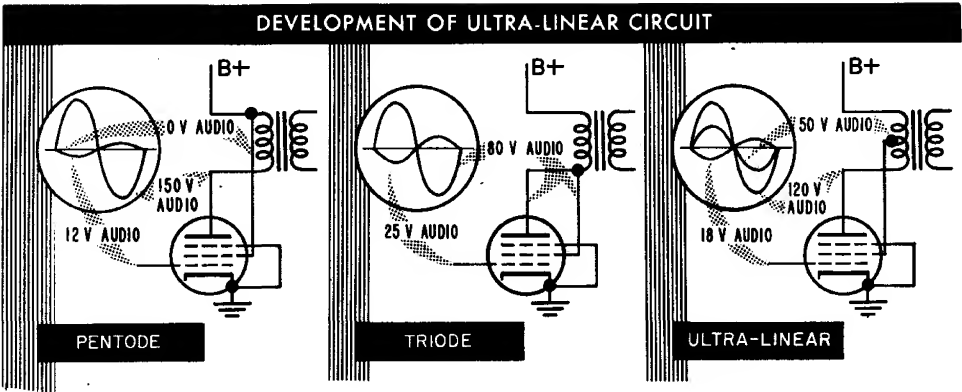 DEVELOPMENT OF ULTRA-LINEAR CIRCUIT
B+
0 V AUDIO
150 V
AUDIO
12 V AUDIO
PENTODE
B+
80 V AUDIO
25 V AUDIO
TRIODE
B+
50 V AUDIO
120 V
AUDIO
18 V AUDIO
ULTRA-LINEAR